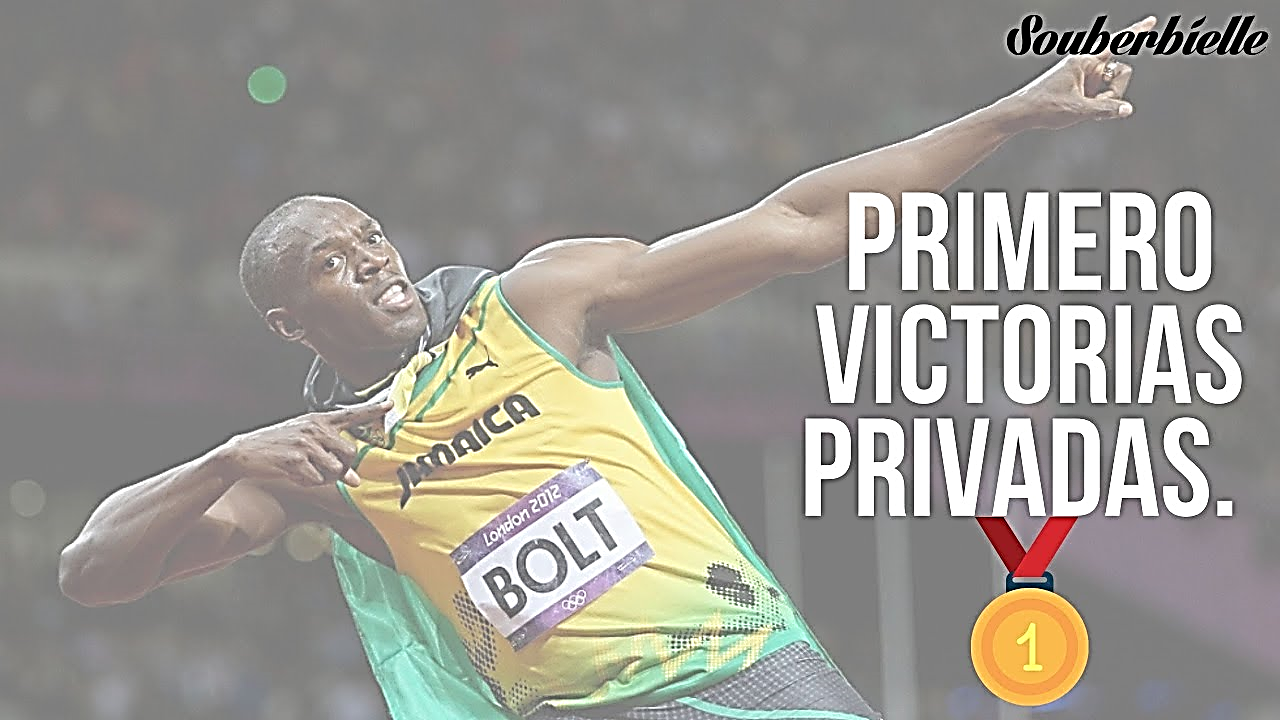 Souberbielle
PRIMERO
VICTORIAS
PRIVADAS.
JAMAICA
London 2012
BOLT
1